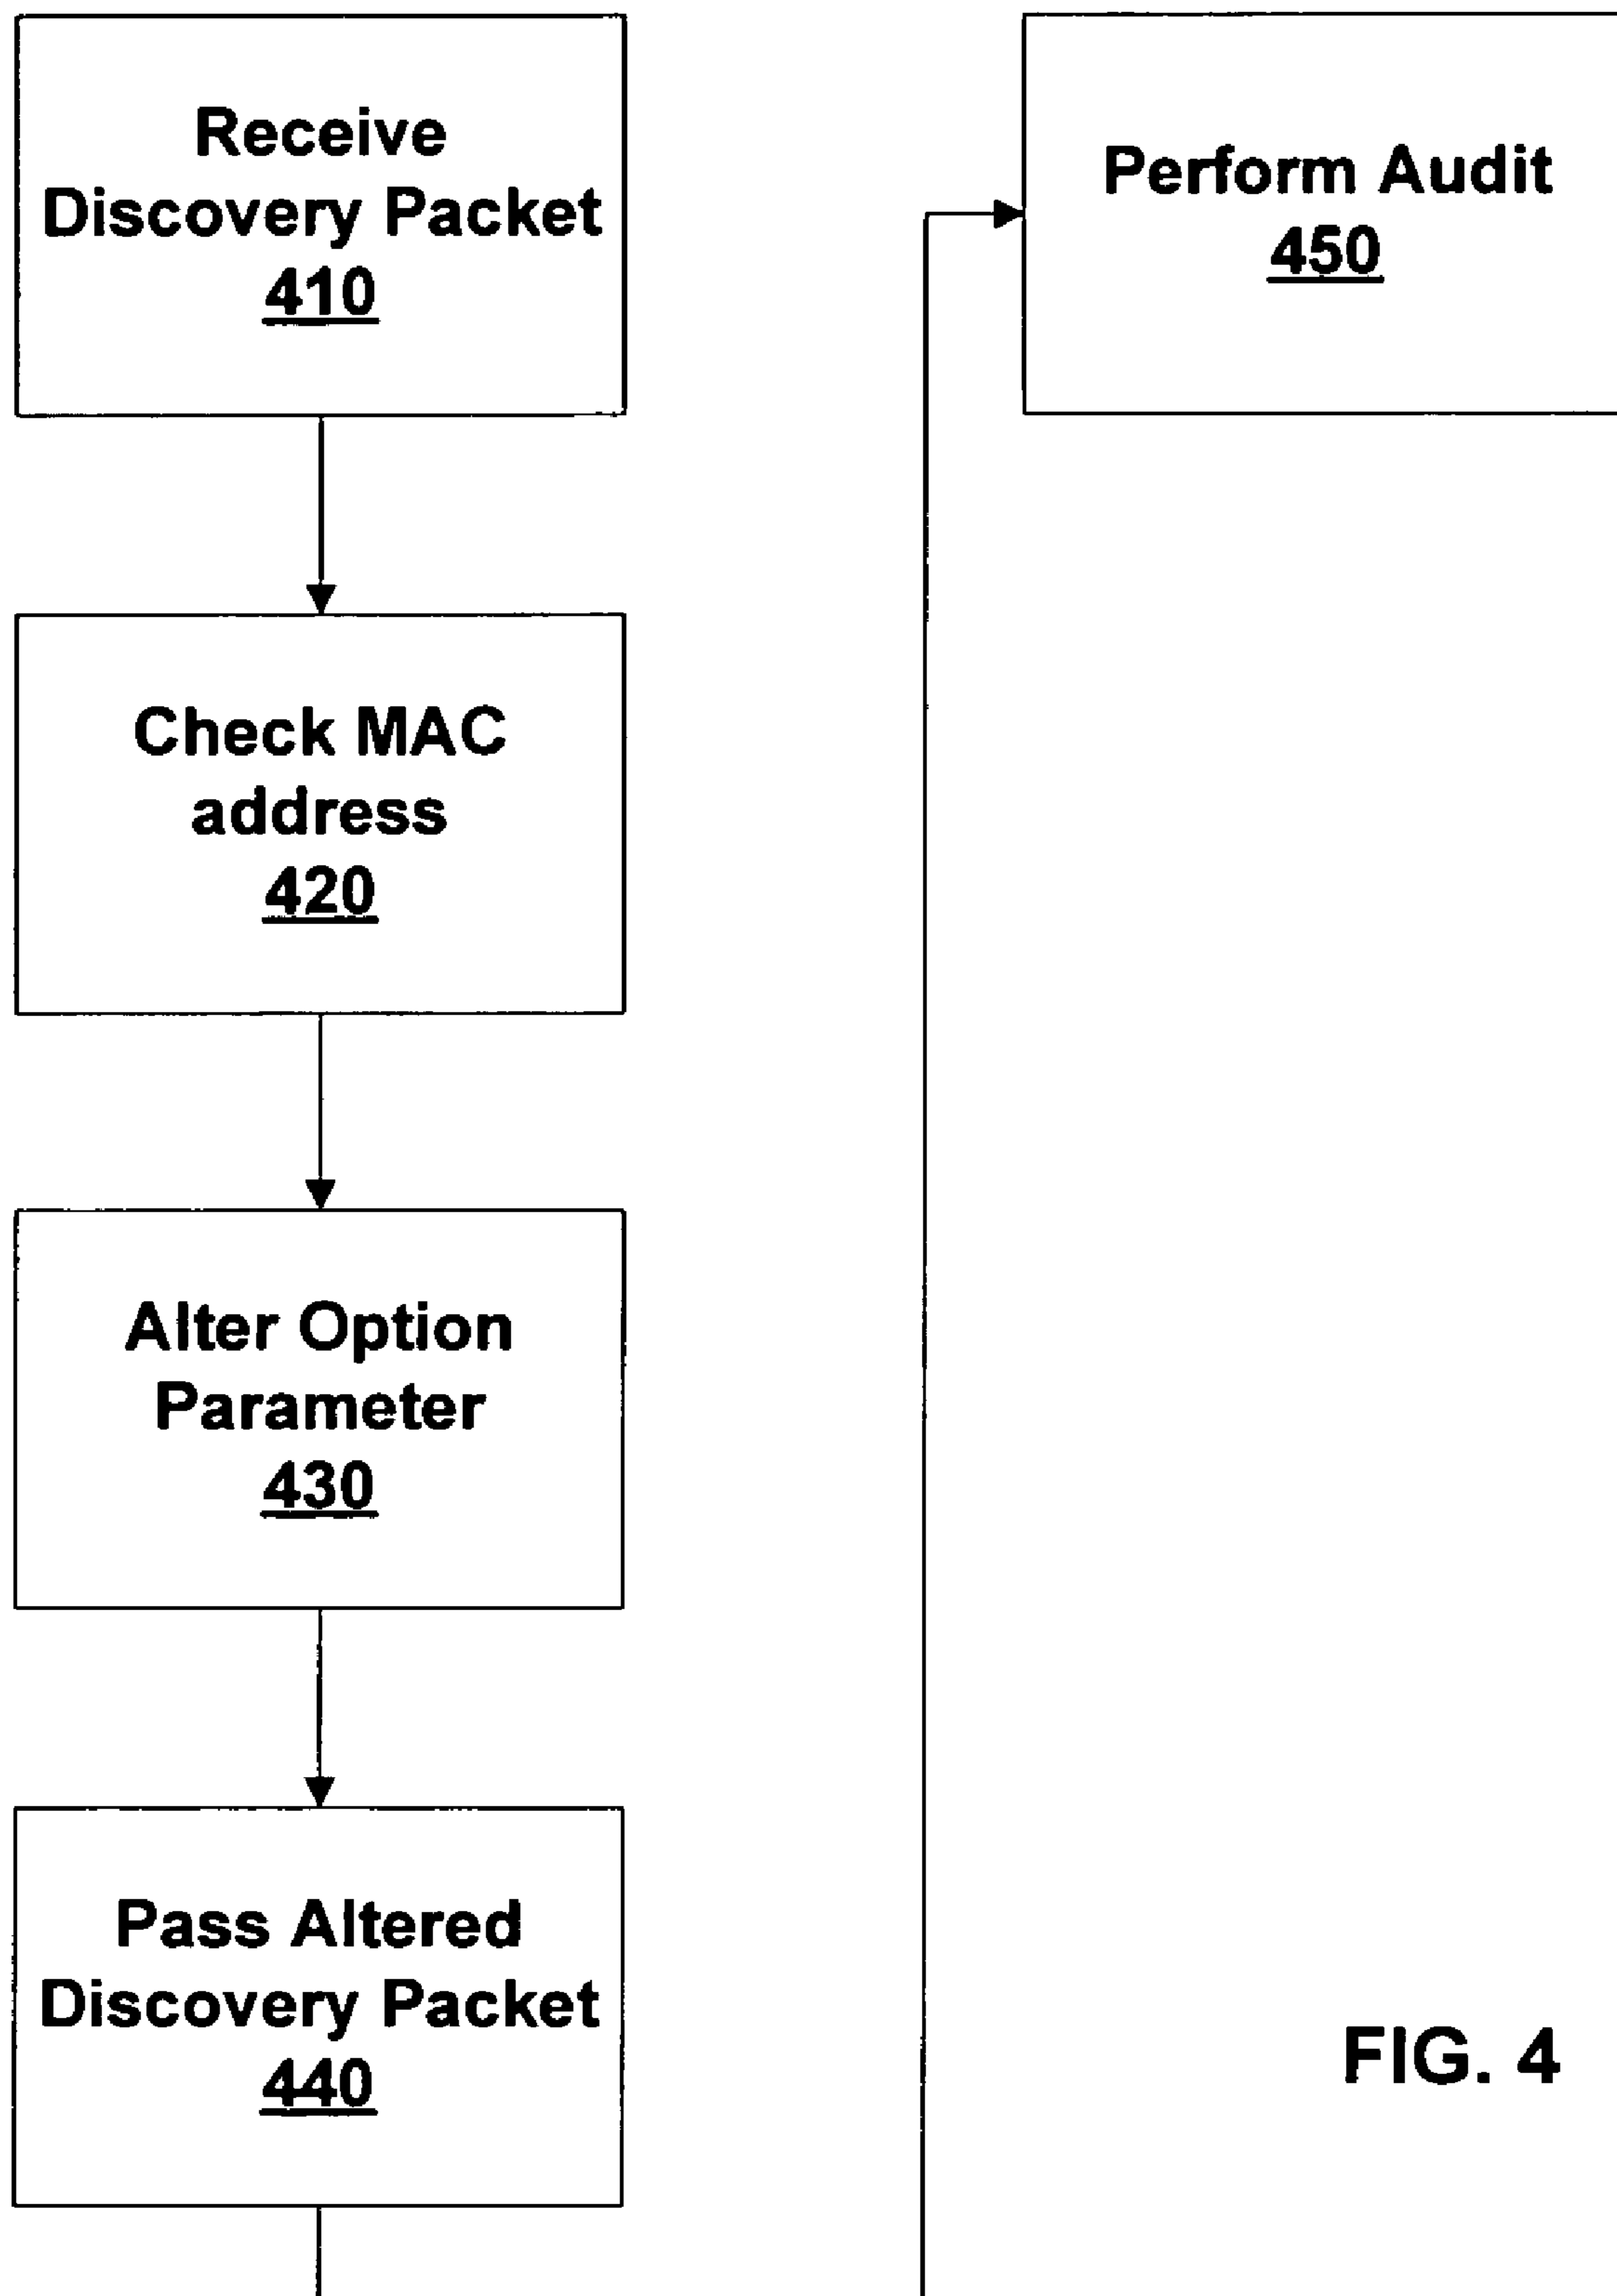 Receive
Discovery Packet
410
Check MAC
address
420
Alter Option
Parameter
430
Pass Altered
Discovery Packet
440
Perform Audit
450
FIG. 4